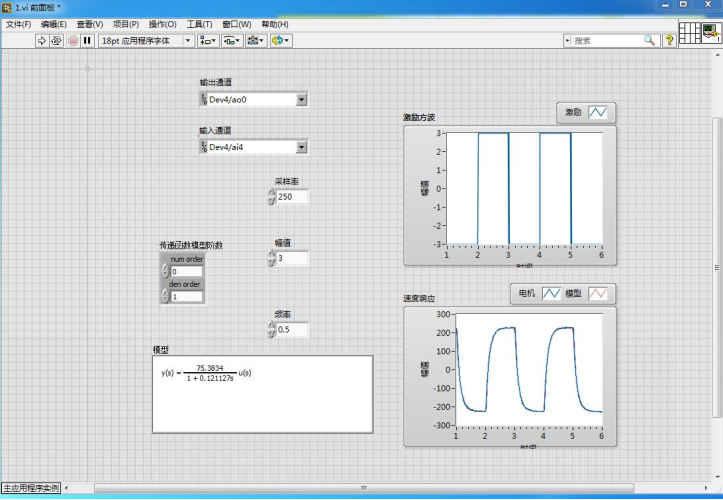 1.vi 前面板 *
文件(F) 编辑(E) 查看(V) 项目(P) 操作(O) 工具(T) 窗口(W) 帮助(H)
18pt 应用程序字体
搜索
输出通道
Dev4/ao0
输入通道
Dev4/ai4
采样率
250
传递函数模型阶数
num order
0
den order
1
幅值
3
频率
0.5
模型
y(s) = 75.3834 / 1 + 0.121127s u(s)
激励方波
激励
3
2
1
0
-1
-2
-3
幅值
1 2 3 4 5 6
时间
速度响应
电机 模型
300
200
100
0
-100
-200
-300
幅值
1 2 3 4 5 6
时间
主应用程序实例